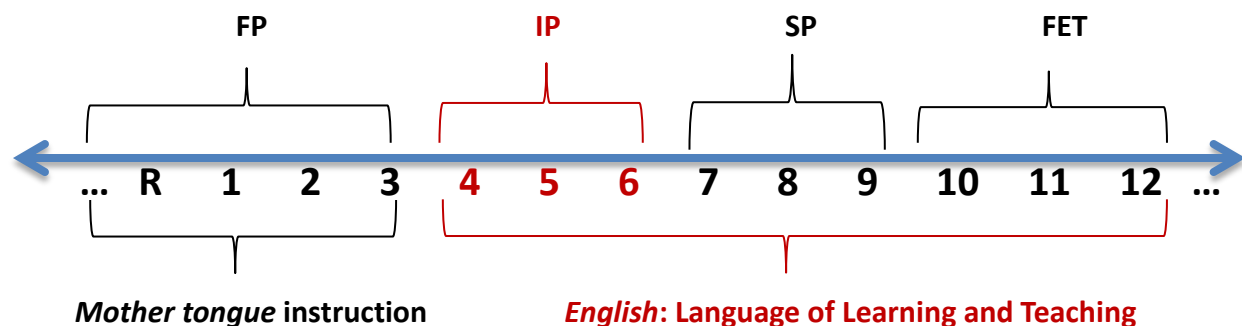 FP IP SP FET
... R 1 2 3 4 5 6 7 8 9 10 11 12 ...
Mother tongue instruction English: Language of Learning and Teaching